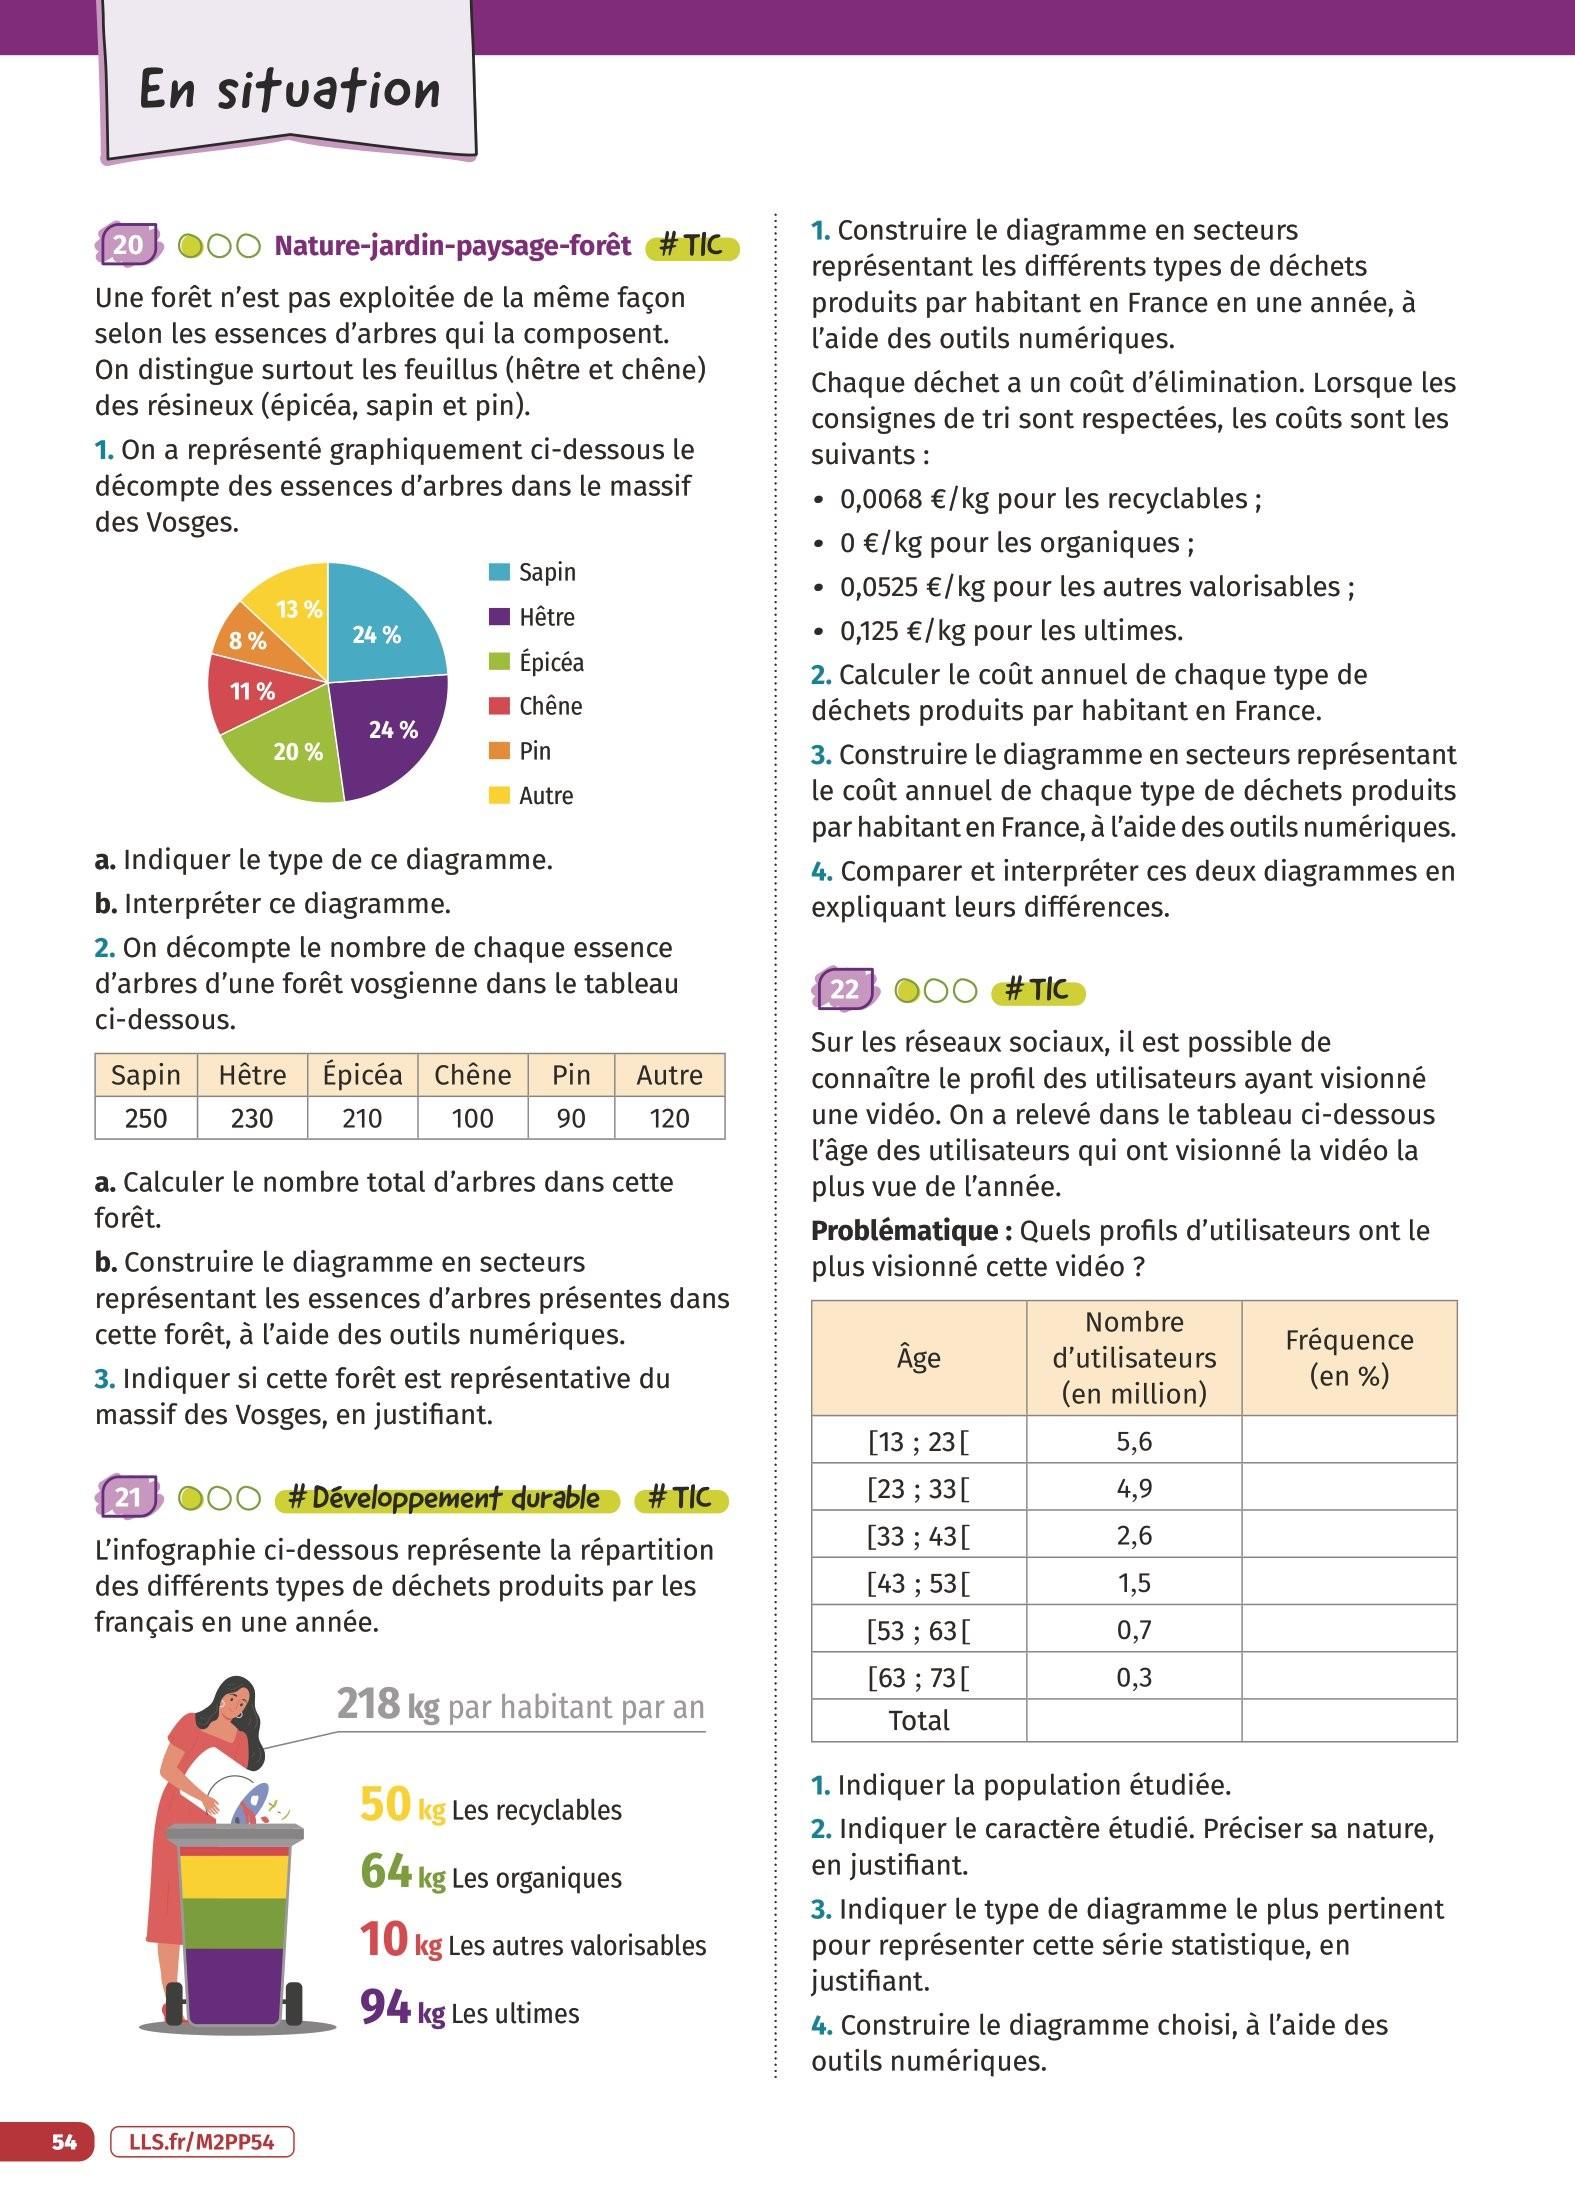 En situation
20 Nature-jardin-paysage-forêt # TIC
Une forêt n'est pas exploitée de la même façon
selon les essences d'arbres qui la composent.
On distingue surtout les feuillus (hêtre et chêne)
des résineux (épicéa, sapin et pin).
1. On a représenté graphiquement ci-dessous le
décompte des essences d'arbres dans le massif
des Vosges.
13 %
24 %
8 %
11 %
24 %
20 %
Sapin
Hêtre
Épicéa
Chêne
Pin
Autre
a. Indiquer le type de ce diagramme.
b. Interpréter ce diagramme.
2. On décompte le nombre de chaque essence
d'arbres d'une forêt vosgienne dans le tableau
ci-dessous.
Sapin Hêtre Épicéa Chêne Pin Autre
250 230 210 100 90 120
a. Calculer le nombre total d'arbres dans cette
forêt.
b. Construire le diagramme en secteurs
représentant les essences d'arbres présentes dans
cette forêt, à l'aide des outils numériques.
3. Indiquer si cette forêt est représentative du
massif des Vosges, en justifiant.
21 # Développement durable # TIC
L'infographie ci-dessous représente la répartition
des différents types de déchets produits par les
français en une année.
218 kg par habitant par an
50 kg Les recyclables
64 kg Les organiques
10 kg Les autres valorisables
94 kg Les ultimes
1. Construire le diagramme en secteurs
représentant les différents types de déchets
produits par habitant en France en une année, à
l'aide des outils numériques.
Chaque déchet a un coût d'élimination. Lorsque les
consignes de tri sont respectées, les coûts sont les
suivants :
• 0,0068 €/kg pour les recyclables ;
• 0 €/kg pour les organiques ;
• 0,0525 €/kg pour les autres valorisables ;
• 0,125 €/kg pour les ultimes.
2. Calculer le coût annuel de chaque type de
déchets produits par habitant en France.
3. Construire le diagramme en secteurs représentant
le coût annuel de chaque type de déchets produits
par habitant en France, à l'aide des outils numériques.
4. Comparer et interpréter ces deux diagrammes en
expliquant leurs différences.
22 # TIC
Sur les réseaux sociaux, il est possible de
connaître le profil des utilisateurs ayant visionné
une vidéo. On a relevé dans le tableau ci-dessous
l'âge des utilisateurs qui ont visionné la vidéo la
plus vue de l'année.
Problématique : Quels profils d'utilisateurs ont le
plus visionné cette vidéo ?
Âge
Nombre
d'utilisateurs
(en million)
Fréquence
(en %)
[13 ; 23[ 5,6
[23 ; 33[ 4,9
[33 ; 43[ 2,6
[43 ; 53[ 1,5
[53 ; 63[ 0,7
[63 ; 73[ 0,3
Total
1. Indiquer la population étudiée.
2. Indiquer le caractère étudié. Préciser sa nature,
en justifiant.
3. Indiquer le type de diagramme le plus pertinent
pour représenter cette série statistique, en
justifiant.
4. Construire le diagramme choisi, à l'aide des
outils numériques.
54 LLS.fr/M2PP54